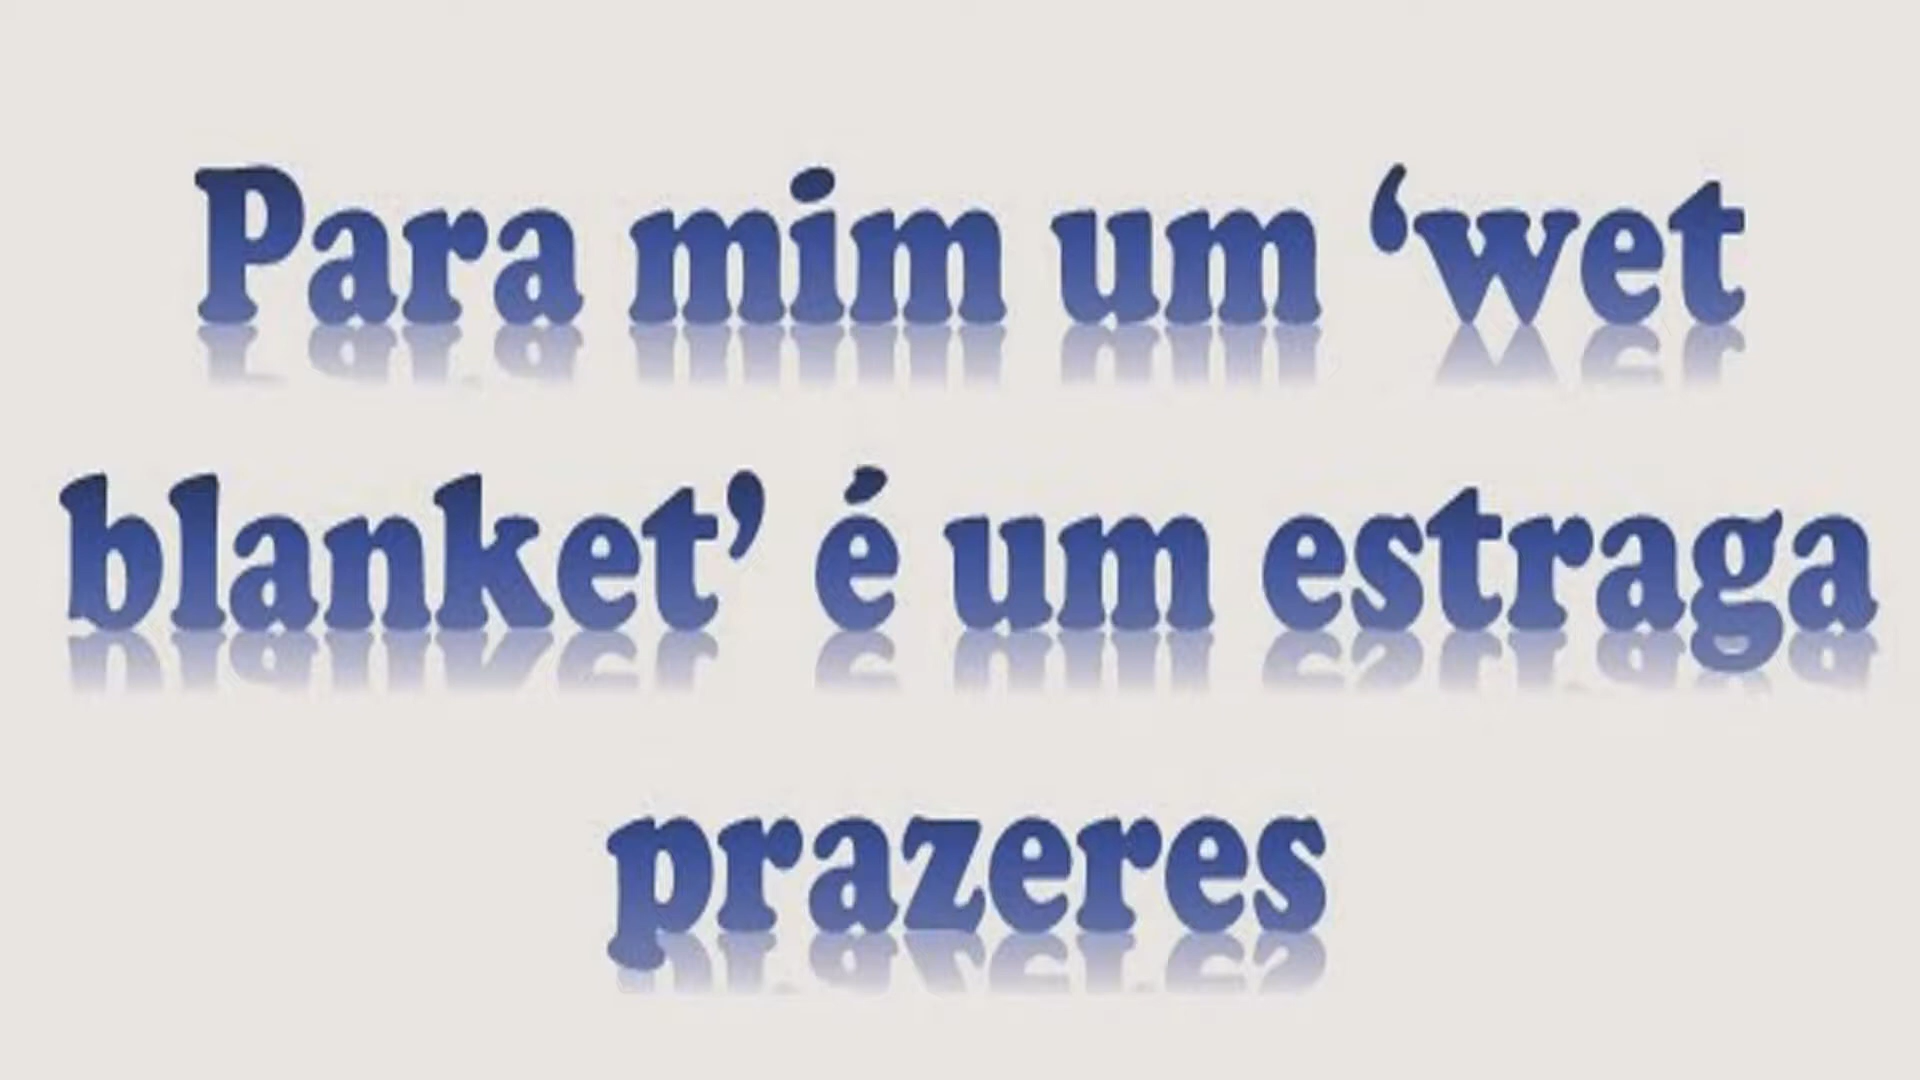 Para mim um ‘wet
blanket’ é um estraga
prazeres